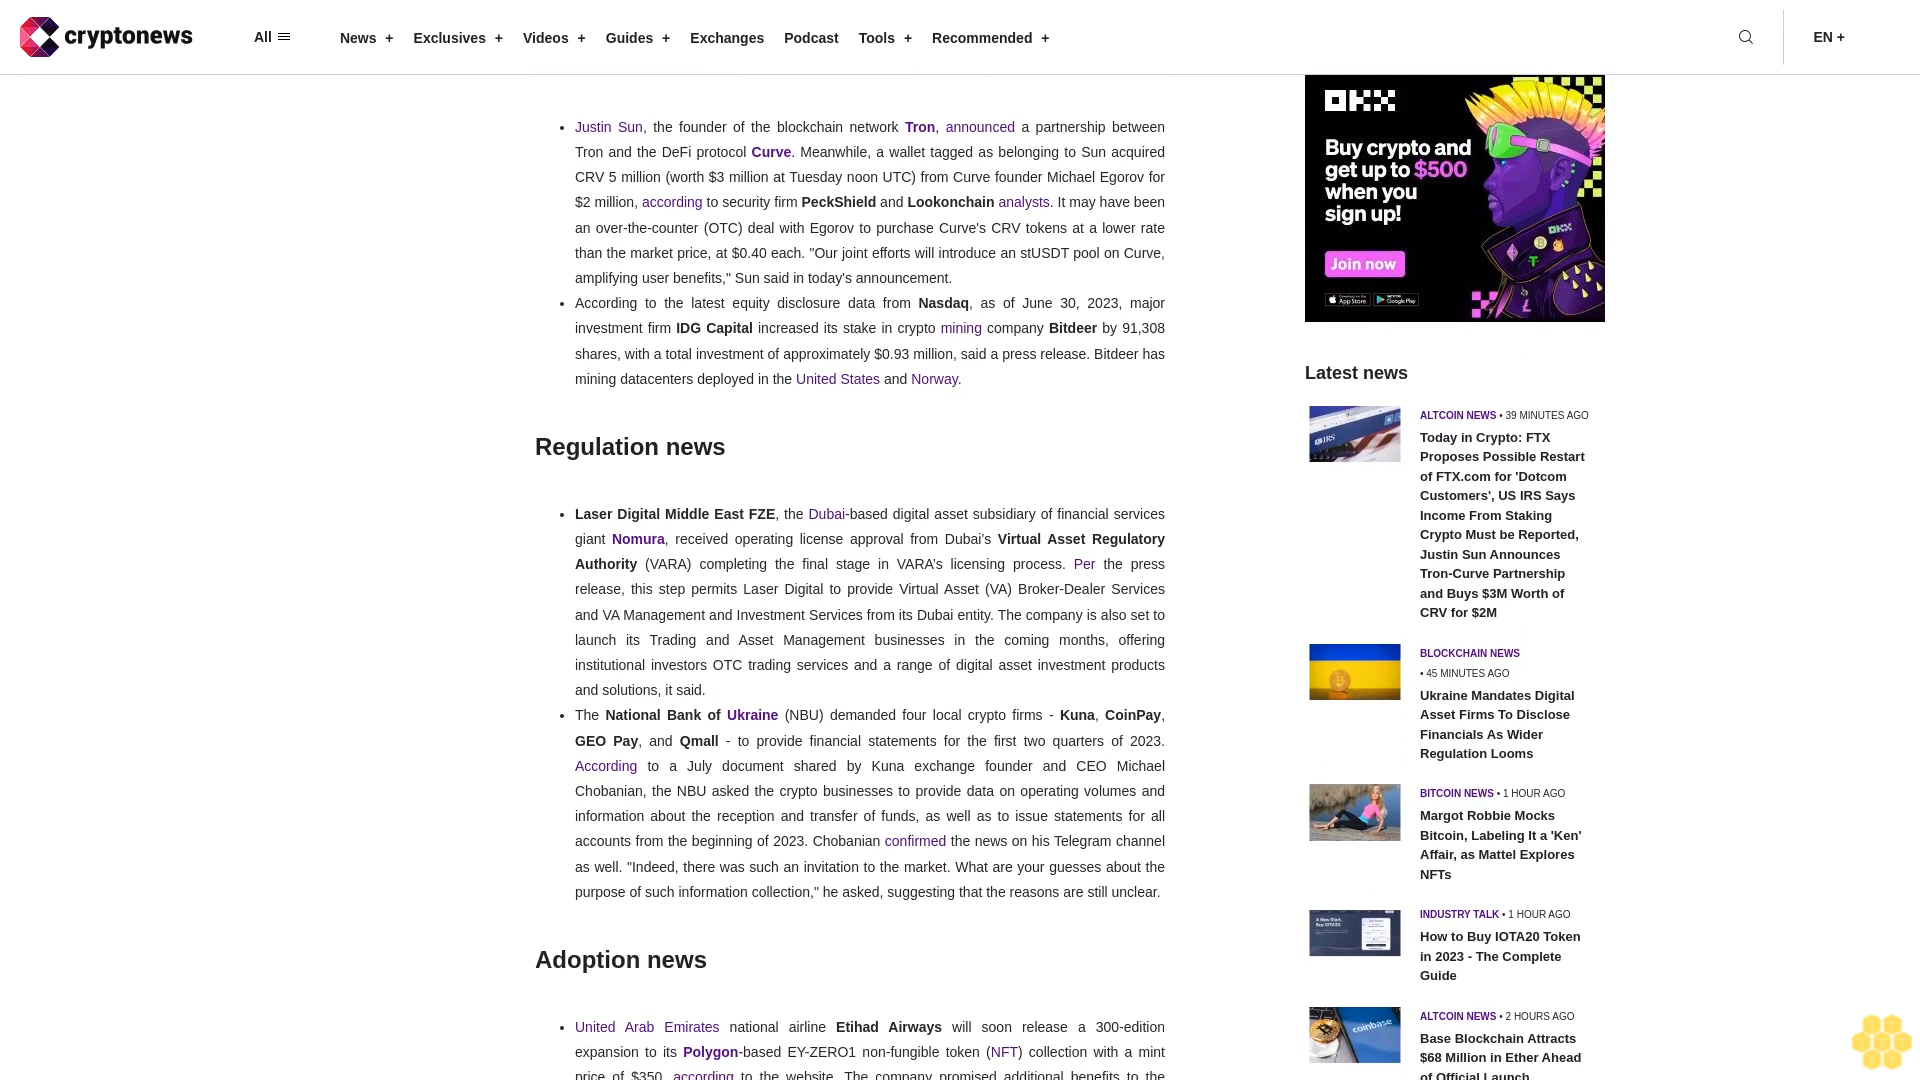 cryptonews
All
News +
Exclusives +
Videos +
Guides +
Exchanges
Podcast
Tools +
Recommended +
EN +
Justin Sun, the founder of the blockchain network Tron, announced a partnership between
Tron and the DeFi protocol Curve. Meanwhile, a wallet tagged as belonging to Sun acquired
CRV 5 million (worth $3 million at Tuesday noon UTC) from Curve founder Michael Egorov for
$2 million, according to security firm PeckShield and Lookonchain analysts. It may have been
an over-the-counter (OTC) deal with Egorov to purchase Curve's CRV tokens at a lower rate
than the market price, at $0.40 each. "Our joint efforts will introduce an stUSDT pool on Curve,
amplifying user benefits," Sun said in today's announcement.
According to the latest equity disclosure data from Nasdaq, as of June 30, 2023, major
investment firm IDG Capital increased its stake in crypto mining company Bitdeer by 91,308
shares, with a total investment of approximately $0.93 million, said a press release. Bitdeer has
mining datacenters deployed in the United States and Norway.
Regulation news
Laser Digital Middle East FZE, the Dubai-based digital asset subsidiary of financial services
giant Nomura, received operating license approval from Dubai's Virtual Asset Regulatory
Authority (VARA) completing the final stage in VARA's licensing process. Per the press
release, this step permits Laser Digital to provide Virtual Asset (VA) Broker-Dealer Services
and VA Management and Investment Services from its Dubai entity. The company is also set to
launch its Trading and Asset Management businesses in the coming months, offering
institutional investors OTC trading services and a range of digital asset investment products
and solutions, it said.
The National Bank of Ukraine (NBU) demanded four local crypto firms - Kuna, CoinPay,
GEO Pay, and Qmall - to provide financial statements for the first two quarters of 2023.
According to a July document shared by Kuna exchange founder and CEO Michael
Chobanian, the NBU asked the crypto businesses to provide data on operating volumes and
information about the reception and transfer of funds, as well as to issue statements for all
accounts from the beginning of 2023. Chobanian confirmed the news on his Telegram channel
as well. "Indeed, there was such an invitation to the market. What are your guesses about the
purpose of such information collection," he asked, suggesting that the reasons are still unclear.
Adoption news
United Arab Emirates national airline Etihad Airways will soon release a 300-edition
expansion to its Polygon-based EY-ZERO1 non-fungible token (NFT) collection with a mint
price of $350, according to the website. The company promised additional benefits to the
OKX
Buy crypto and
get up to $500
when you
sign up!
Join now
App Store
Google Play
Latest news
IRS
ALTCOIN NEWS • 39 MINUTES AGO
Today in Crypto: FTX
Proposes Possible Restart
of FTX.com for 'Dotcom
Customers', US IRS Says
Income From Staking
Crypto Must be Reported,
Justin Sun Announces
Tron-Curve Partnership
and Buys $3M Worth of
CRV for $2M
BLOCKCHAIN NEWS
• 45 MINUTES AGO
Ukraine Mandates Digital
Asset Firms To Disclose
Financials As Wider
Regulation Looms
BITCOIN NEWS • 1 HOUR AGO
Margot Robbie Mocks
Bitcoin, Labeling It a 'Ken'
Affair, as Mattel Explores
NFTs
A New Start.
Buy IOTA20
INDUSTRY TALK • 1 HOUR AGO
How to Buy IOTA20 Token
in 2023 - The Complete
Guide
coinbase
ALTCOIN NEWS • 2 HOURS AGO
Base Blockchain Attracts
$68 Million in Ether Ahead
of Official Launch